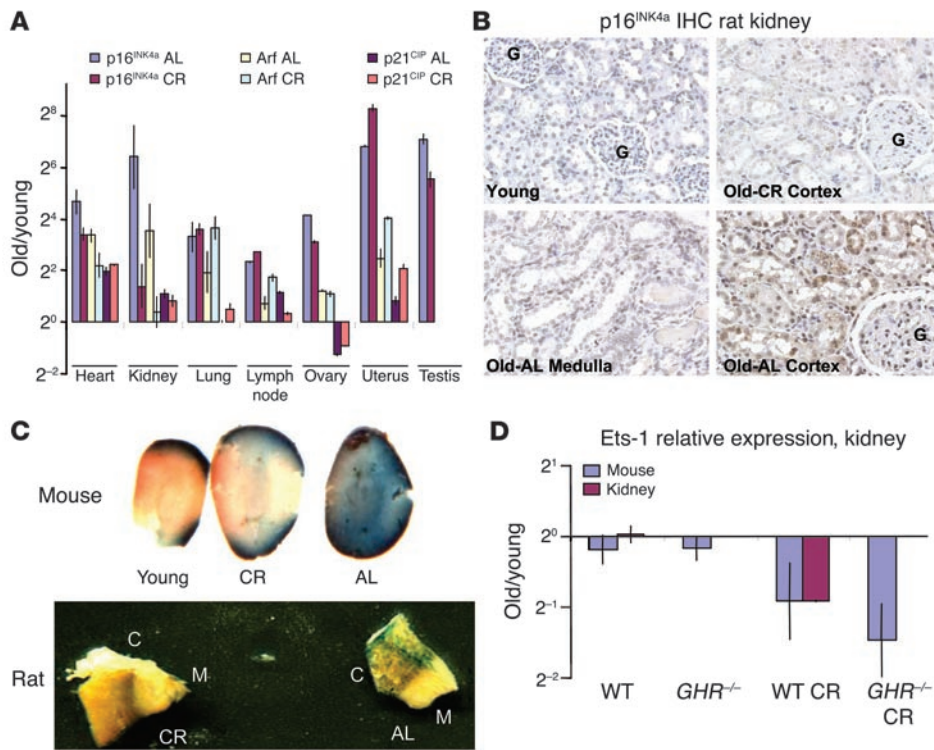 A
p16INK4a AL
p16INK4a CR
Arf AL
Arf CR
p21CIP AL
p21CIP CR
Old/young
2^8
2^6
2^4
2^2
2^0
2^−2
Heart
Kidney
Lung
Lymph
node
Ovary
Uterus
Testis
B
p16INK4a IHC rat kidney
G
G
Young
G
Old-CR Cortex
Old-AL Medulla
G
Old-AL Cortex
C
Mouse
Young
CR
AL
Rat
C
M
CR
C
M
AL
D
Ets-1 relative expression, kidney
Mouse
Kidney
Old/young
2^1
2^0
2^−1
2^−2
WT
GHR−/−
WT CR
GHR−/−
CR